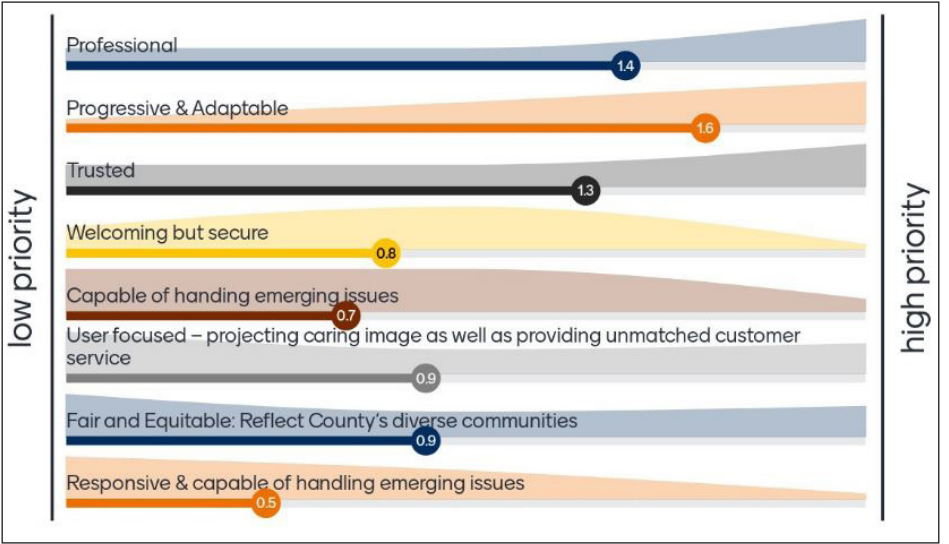 Professional
1.4
Progressive & Adaptable
1.6
Trusted
1.3
Welcoming but secure
0.8
Capable of handing emerging issues
0.7
User focused – projecting caring image as well as providing unmatched customer
service
0.9
Fair and Equitable: Reflect County's diverse communities
0.9
Responsive & capable of handling emerging issues
0.5
low priority
high priority